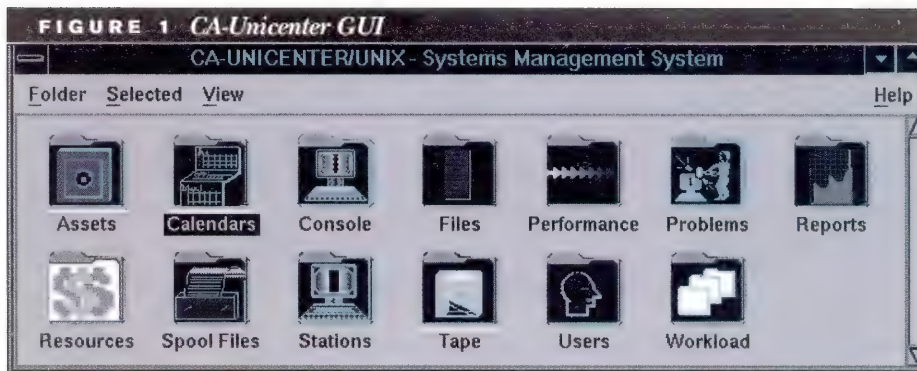 FIGURE 1 CA-Unicenter GUI
CA-UNICENTER/UNIX - Systems Management System
Folder Selected View Help
Assets Calendars Console Files Performance Problems Reports
Resources Spool Files Stations Tape Users Workload